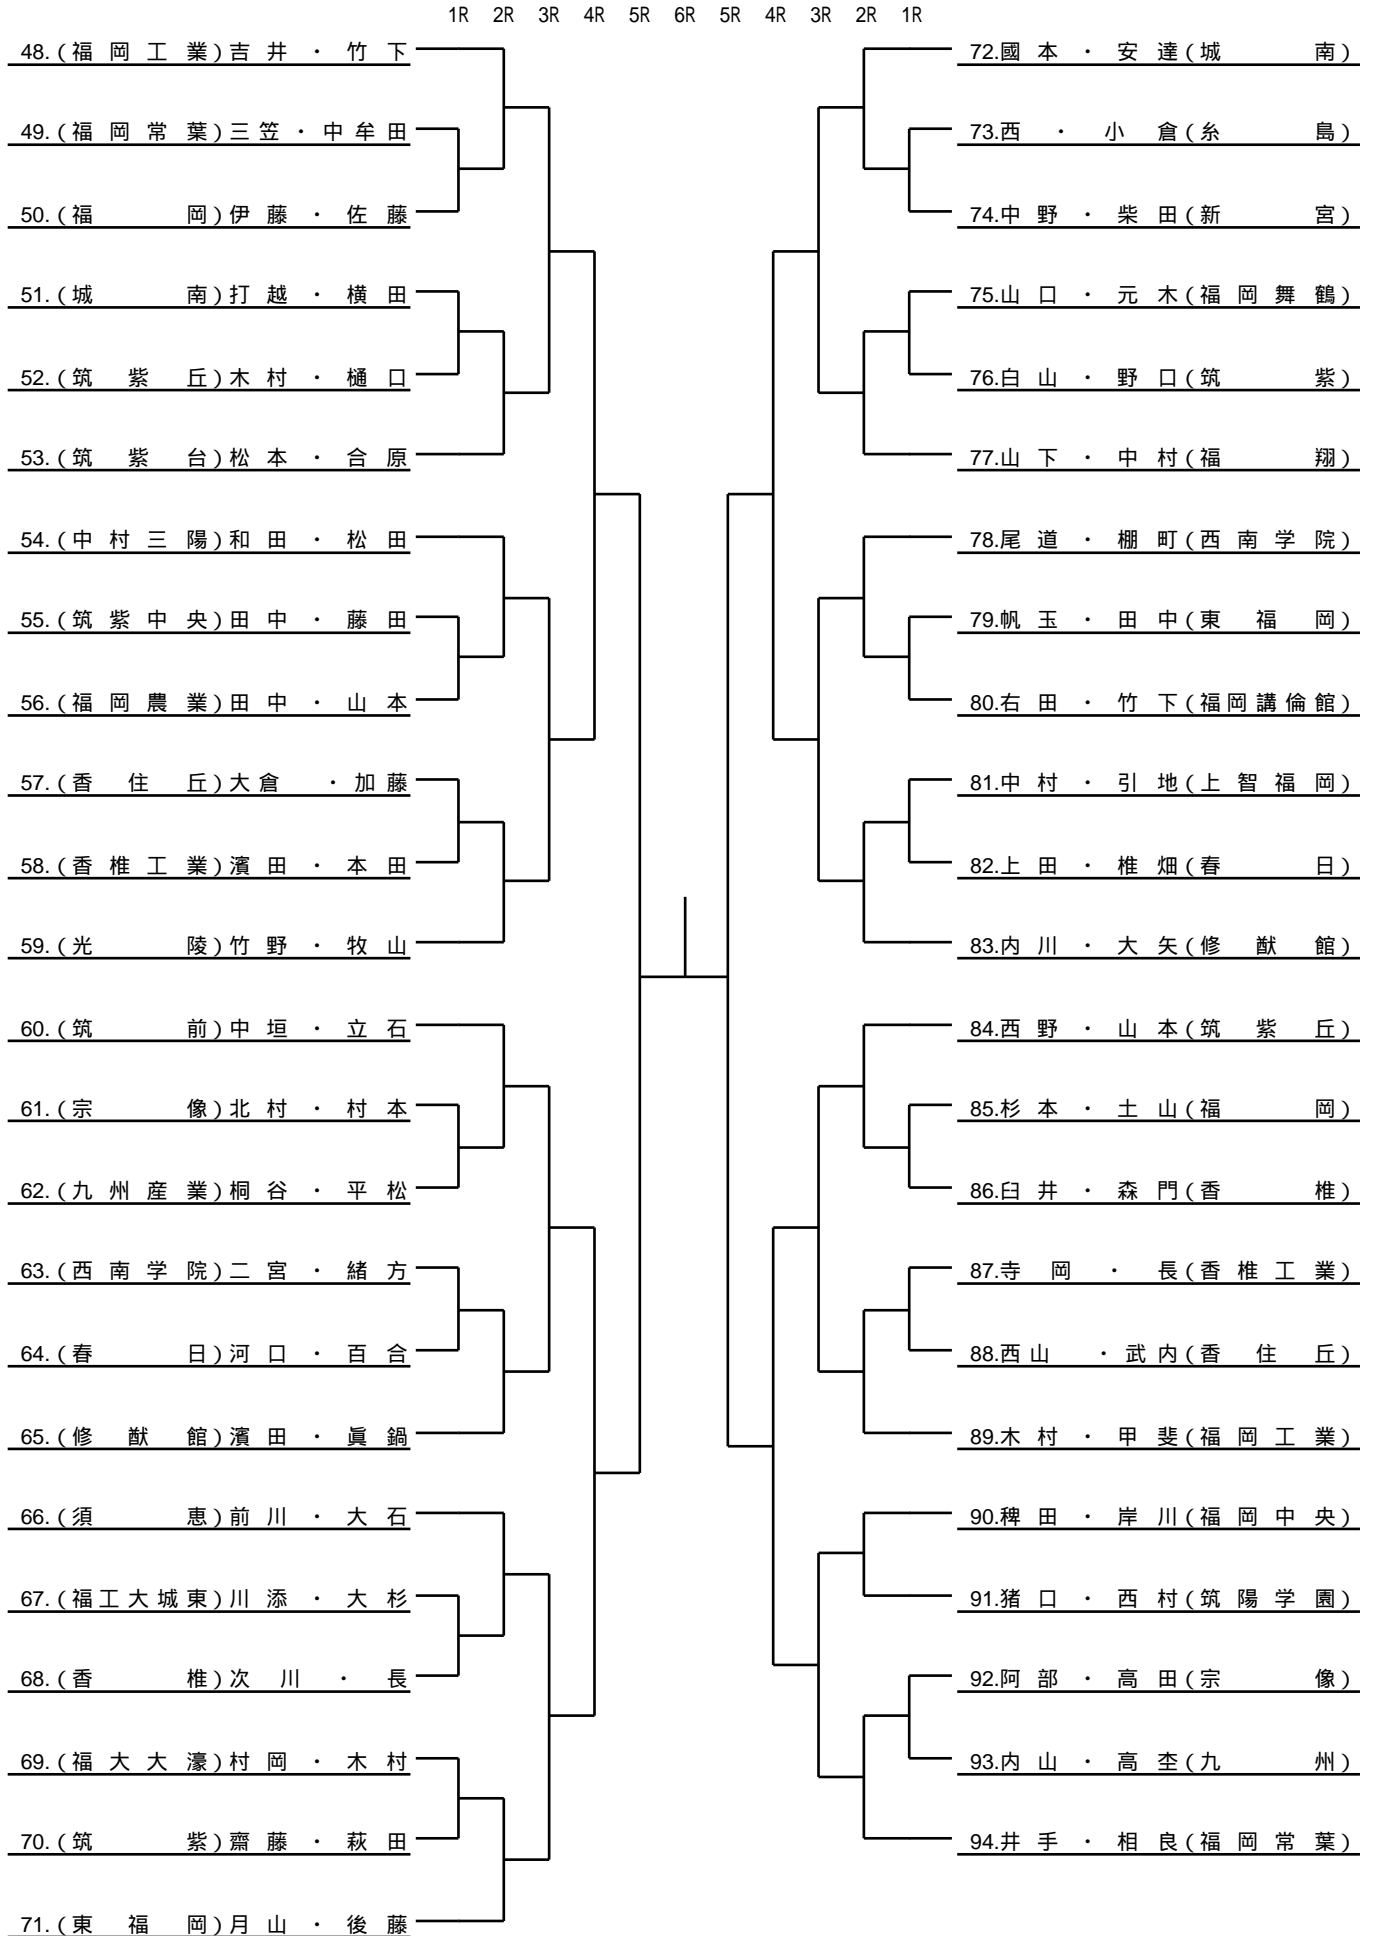 1R 2R 3R 4R 5R 6R 5R 4R 3R 2R 1R
48.(福岡工業)吉井・竹下
49.(福岡常葉)三笠・中牟田
50.(福岡)伊藤・佐藤
51.(城南)打越・横田
52.(筑紫丘)木村・樋口
53.(筑紫台)松本・合原
54.(中村三陽)和田・松田
55.(筑紫中央)田中・藤田
56.(福岡農業)田中・山本
57.(香住丘)大倉・加藤
58.(香椎工業)濱田・本田
59.(光陵)竹野・牧山
60.(筑前)中垣・立石
61.(宗像)北村・村本
62.(九州産業)桐谷・平松
63.(西南学院)二宮・緒方
64.(春日)河口・百合
65.(修猷館)濱田・眞鍋
66.(須恵)前川・大石
67.(福工大城東)川添・大杉
68.(香椎)次川・長
69.(福大大濠)村岡・木村
70.(筑紫)齋藤・萩田
71.(東福岡)月山・後藤
72.國本・安達(城南)
73.西・小倉(糸島)
74.中野・柴田(新宮)
75.山口・元木(福岡舞鶴)
76.白山・野口(筑紫)
77.山下・中村(福翔)
78.尾道・棚町(西南学院)
79.帆玉・田中(東福岡)
80.右田・竹下(福岡講倫館)
81.中村・引地(上智福岡)
82.上田・椎畑(春日)
83.内川・大矢(修猷館)
84.西野・山本(筑紫丘)
85.杉本・土山(福岡)
86.臼井・森門(香椎)
87.寺岡・長(香椎工業)
88.西山・武内(香住丘)
89.木村・甲斐(福岡工業)
90.稗田・岸川(福岡中央)
91.猪口・西村(筑陽学園)
92.阿部・高田(宗像)
93.内山・高杢(九州)
94.井手・相良(福岡常葉)